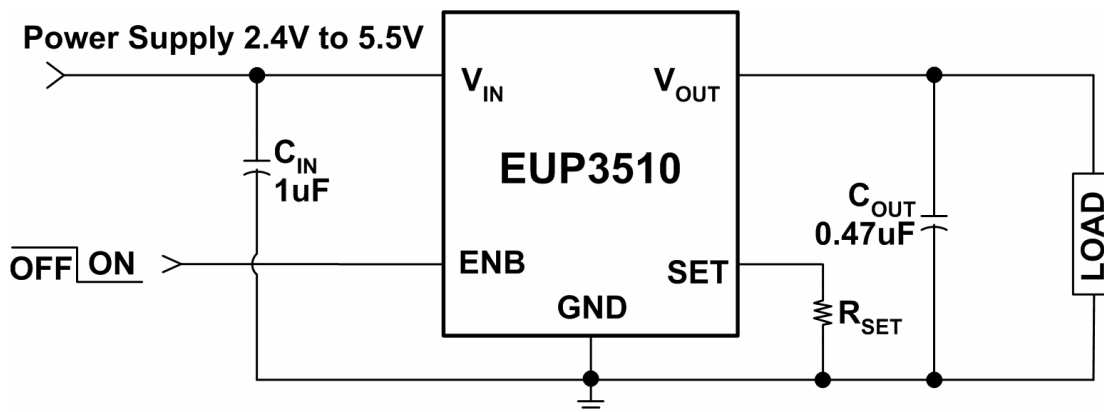 Power Supply 2.4V to 5.5V
VIN
VOUT
CIN
1uF
EUP3510
COUT
0.47uF
LOAD
OFF ON
ENB
SET
GND
RSET